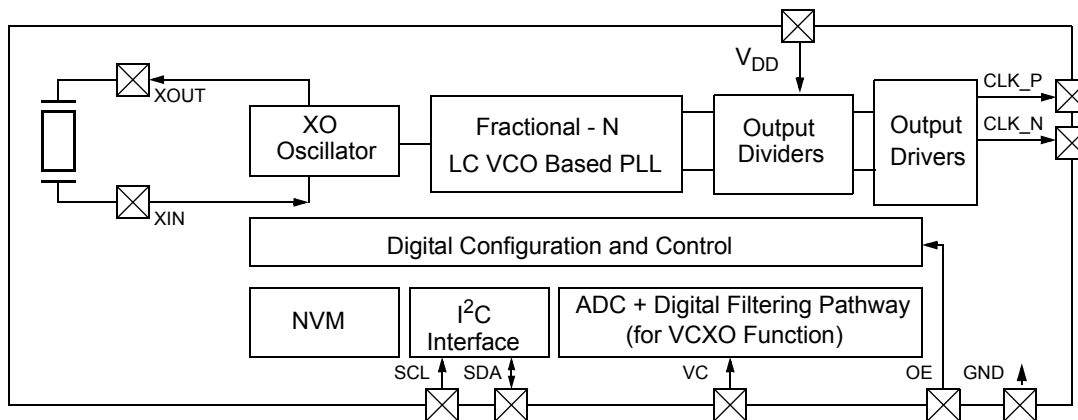 V_DD
XOUT
XO
Oscillator
Fractional - N
LC VCO Based PLL
Output
Dividers
Output
Drivers
CLK_P
CLK_N
XIN
Digital Configuration and Control
NVM
I²C
Interface
ADC + Digital Filtering Pathway
(for VCXO Function)
SCL
SDA
VC
OE
GND